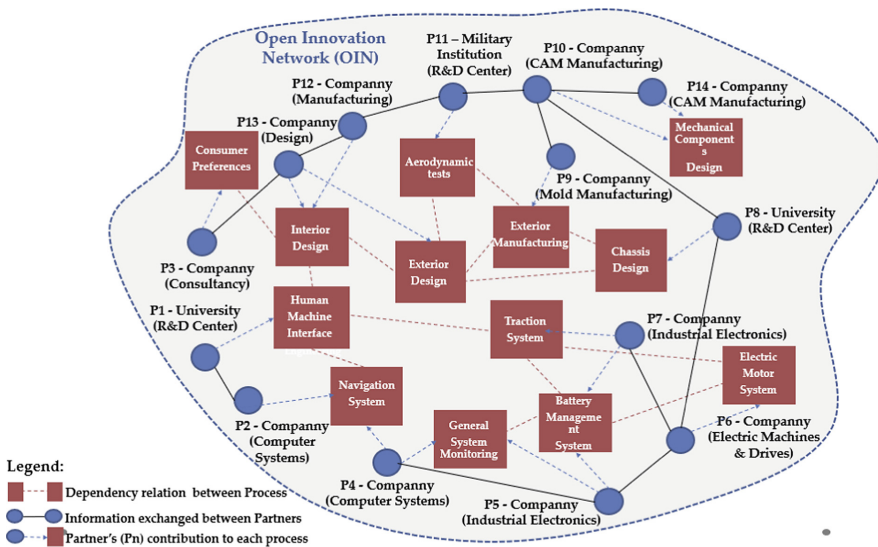 Open Innovation
Network (OIN)
P11 – Military
Institution
(R&D Center)
P10 - Companny
(CAM Manufacturing)
P12 - Companny
(Manufacturing)
P14 - Companny
(CAM Manufacturing)
P13 - Companny
(Design)
Consumer
Preferences
Aerodynamic
tests
Mechanical
Component
s
Design
P9 - Companny
(Mold Manufacturing)
P8 - University
(R&D Center)
Interior
Design
Exterior
Manufacturing
Exterior
Design
Chassis
Design
P3 - Companny
(Consultancy)
P1 - University
(R&D Center)
Human
Machine
Interface
Traction
System
P7 - Companny
(Industrial Electronics)
Electric
Motor
System
Navigation
System
P2 - Companny
(Computer
Systems)
General
System
Monitoring
Battery
Manageme
nt
System
P6 - Companny
(Electric Machines
& Drives)
P4 - Companny
(Computer Systems)
P5 - Companny
(Industrial Electronics)
Legend:
Dependency relation between Process
Information exchanged between Partners
Partner's (Pn) contribution to each process